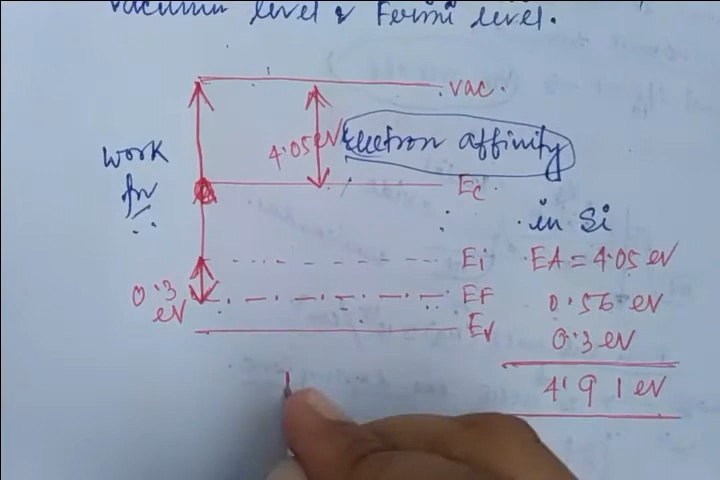 vacuum level & Fermi level.
vac.
4.05eV
Electron affinity
work
fn
Ec
in Si
Ei
EA = 4.05 eV
0.3
eV
EF
0.56 eV
Ev
0.3 eV
4.91 eV